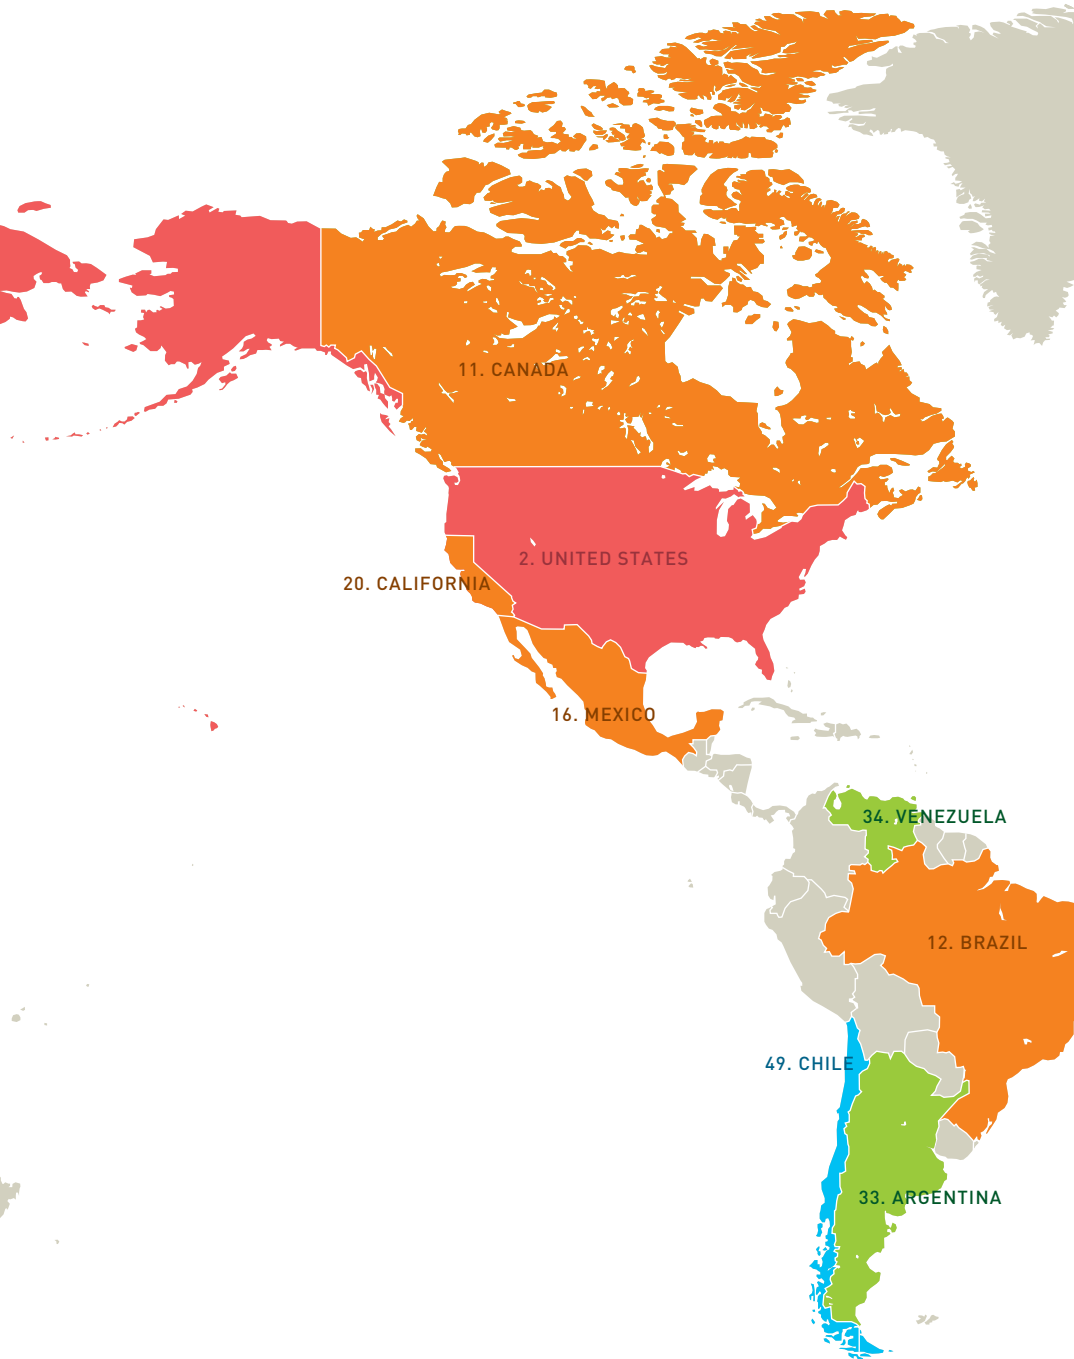 11. CANADA
2. UNITED STATES
20. CALIFORNIA
16. MEXICO
34. VENEZUELA
12. BRAZIL
49. CHILE
33. ARGENTINA